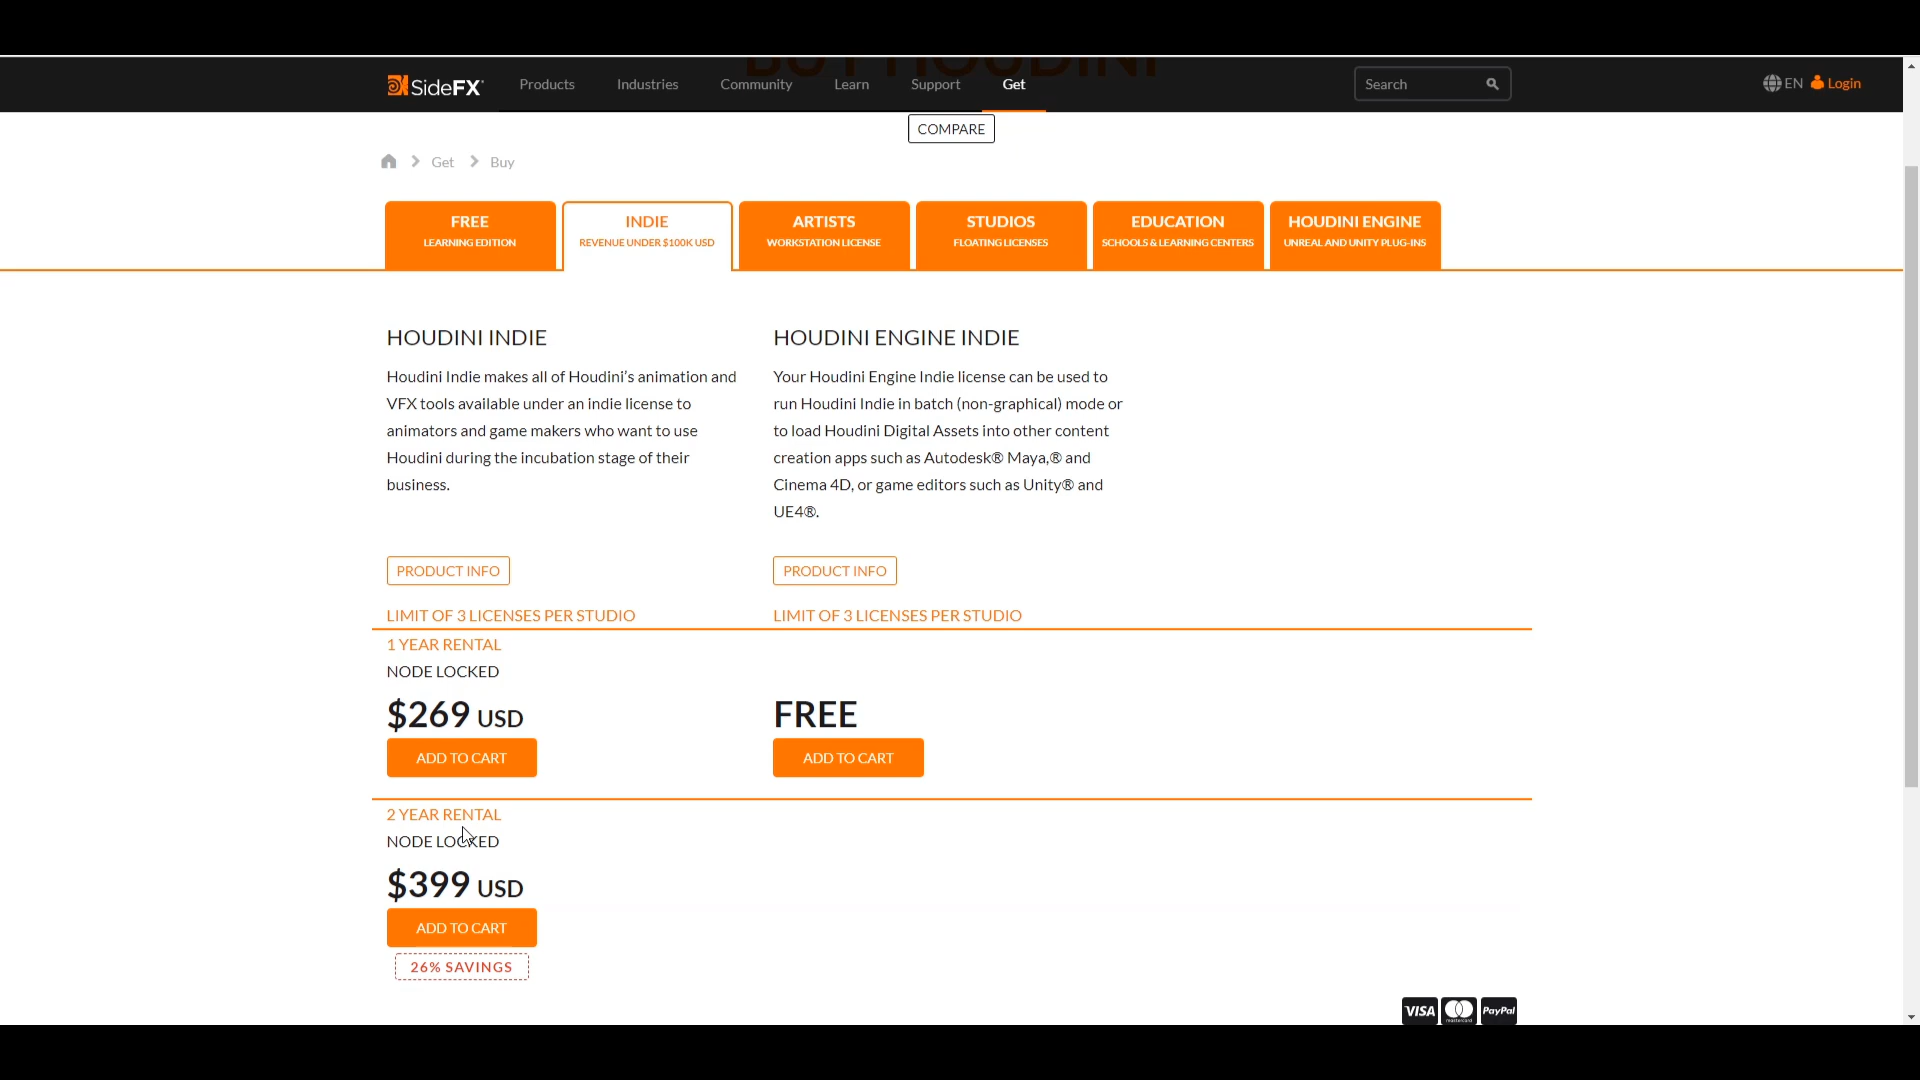 BUY HOUDINI
SideFX
Products
Industries
Community
Learn
Support
Get
Search
EN
Login
COMPARE
Get
Buy
FREE
LEARNING EDITION
INDIE
REVENUE UNDER $100K USD
ARTISTS
WORKSTATION LICENSE
STUDIOS
FLOATING LICENSES
EDUCATION
SCHOOLS & LEARNING CENTERS
HOUDINI ENGINE
UNREAL AND UNITY PLUG-INS
HOUDINI INDIE
Houdini Indie makes all of Houdini's animation and
VFX tools available under an indie license to
animators and game makers who want to use
Houdini during the incubation stage of their
business.
PRODUCT INFO
LIMIT OF 3 LICENSES PER STUDIO
HOUDINI ENGINE INDIE
Your Houdini Engine Indie license can be used to
run Houdini Indie in batch (non-graphical) mode or
to load Houdini Digital Assets into other content
creation apps such as Autodesk® Maya,® and
Cinema 4D, or game editors such as Unity® and
UE4®.
PRODUCT INFO
LIMIT OF 3 LICENSES PER STUDIO
1 YEAR RENTAL
NODE LOCKED
$269 USD
ADD TO CART
FREE
ADD TO CART
2 YEAR RENTAL
NODE LOCKED
$399 USD
ADD TO CART
26% SAVINGS
VISA
mastercard
PayPal